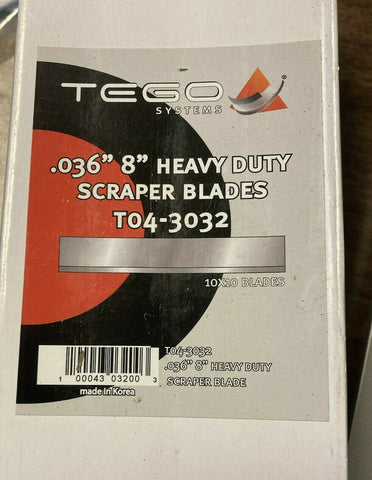 TEGO
SYSTEMS
®
.036" 8" HEAVY DUTY
SCRAPER BLADES
T04-3032
10X10 BLADES
T04-3032
.036" 8" HEAVY DUTY
SCRAPER BLADE
1 00043 03200 3
made in Korea